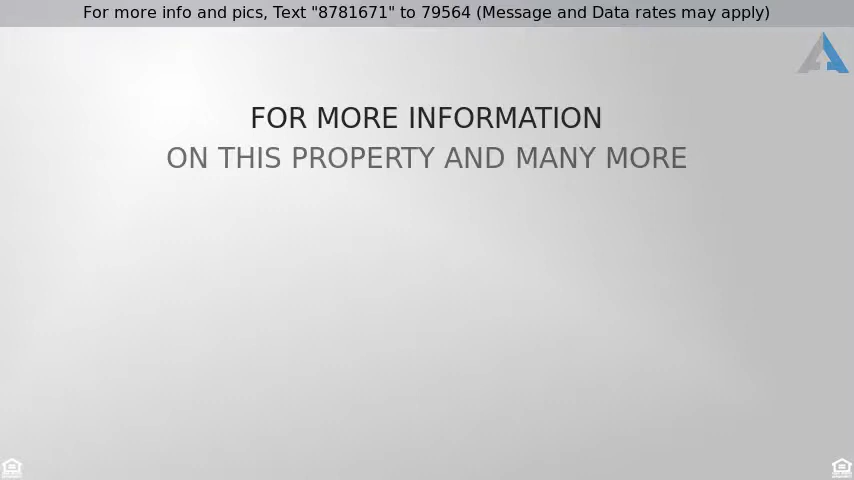 For more info and pics, Text "8781671" to 79564 (Message and Data rates may apply)
FOR MORE INFORMATION
ON THIS PROPERTY AND MANY MORE